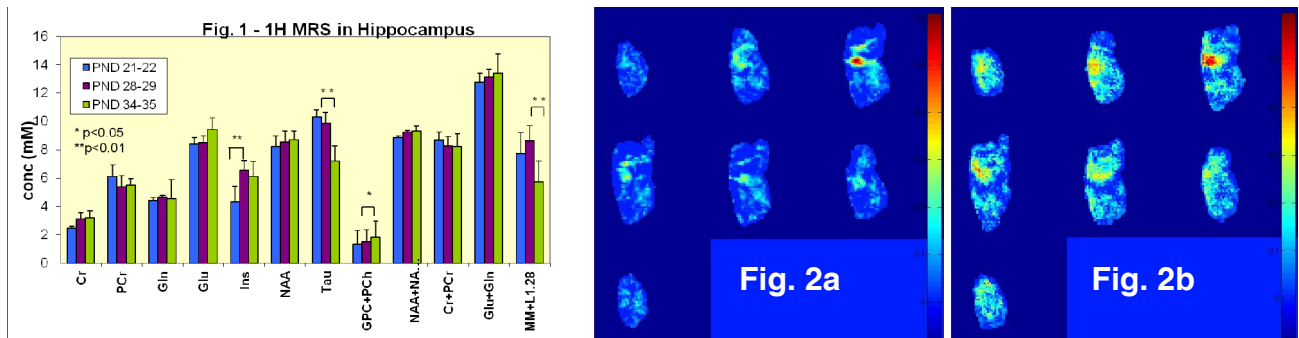 Fig. 1 - 1H MRS in Hippocampus
16
14
12
10
8
6
4
2
0
conc (mM)
PND 21-22
PND 28-29
PND 34-35
* p<0.05
**p<0.01
**
* *
*
* *
Cr
PCr
Gln
Glu
Ins
NAA
Tau
GPC+PCh
NAA+NA...
Cr+PCr
Glu+Gln
MM+L1.28
Fig. 2a
Fig. 2b